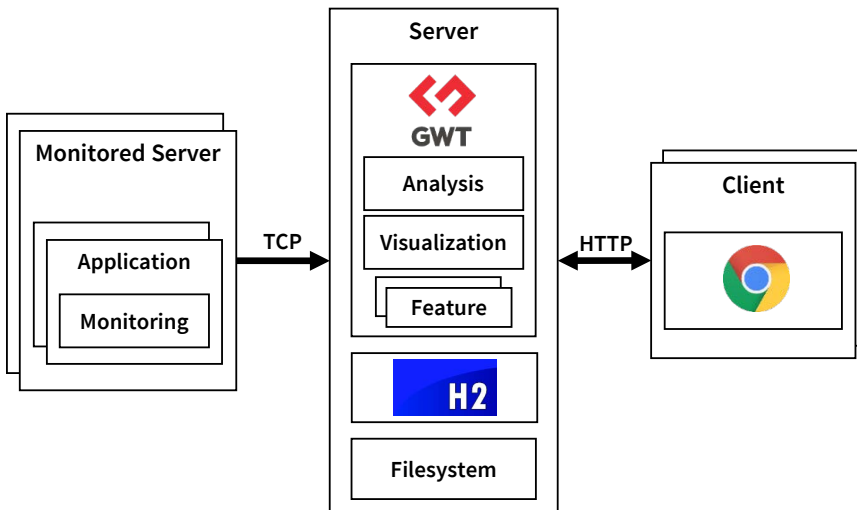 Monitored Server
Application
Monitoring
TCP
Server
GWT
Analysis
Visualization
Feature
H2
Filesystem
HTTP
Client